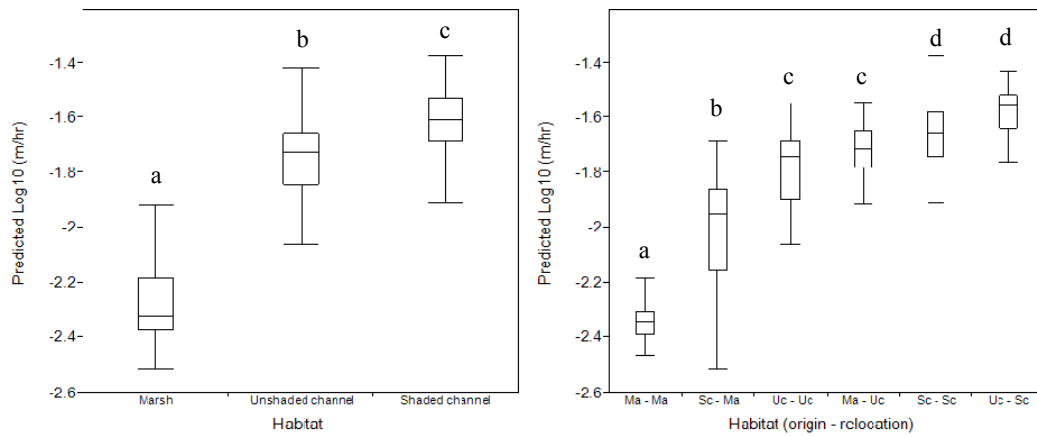 a
b
c
Predicted Log10 (m/hr)
-1.4
-1.6
-1.8
-2
-2.2
-2.4
-2.6
Marsh Unshaded channel Shaded channel
Habitat
a
b
c
c
d
d
Predicted Log10 (m/hr)
-1.4
-1.6
-1.8
-2
-2.2
-2.4
-2.6
Ma - Ma Sc - Ma Uc - Uc Ma - Uc Sc - Sc Uc - Sc
Habitat (origin - relocation)